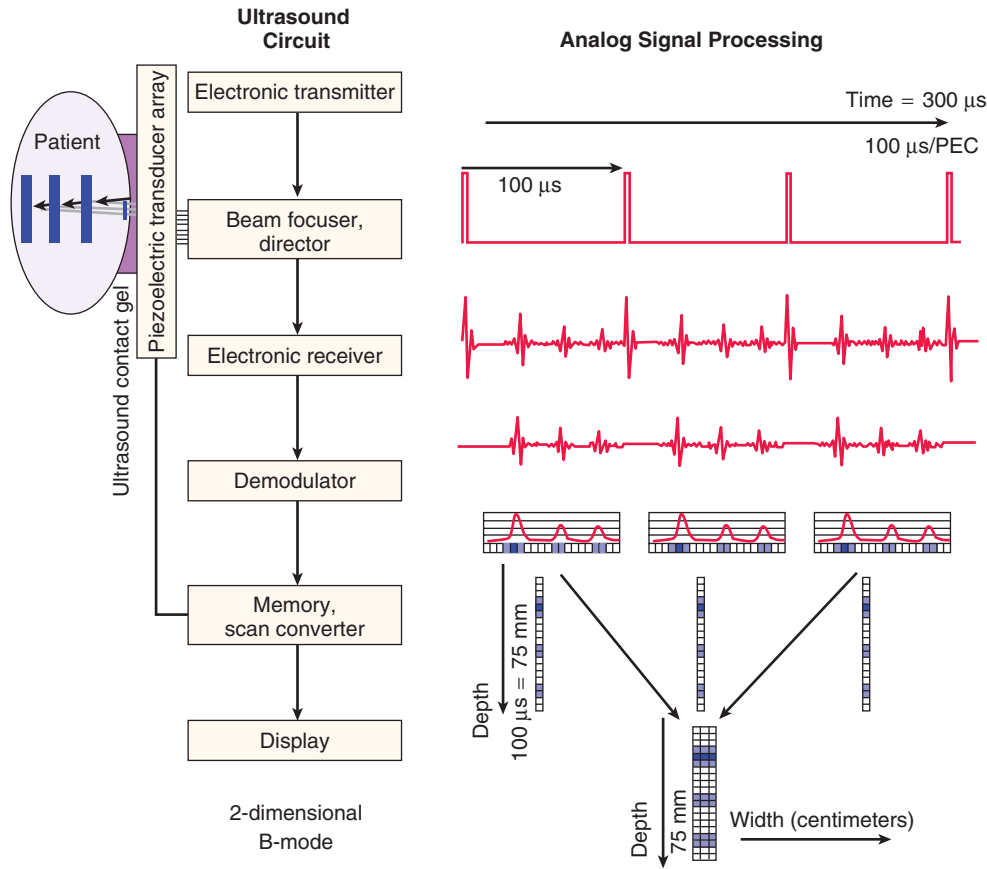 Ultrasound
Circuit
Analog Signal Processing
Electronic transmitter
Time = 300 µs
100 µs/PEC
100 µs
Patient
Piezoelectric transducer array
Ultrasound contact gel
Beam focuser,
director
Electronic receiver
Demodulator
Memory,
scan converter
Depth
100 µs = 75 mm
Display
Depth
75 mm
Width (centimeters)
2-dimensional
B-mode